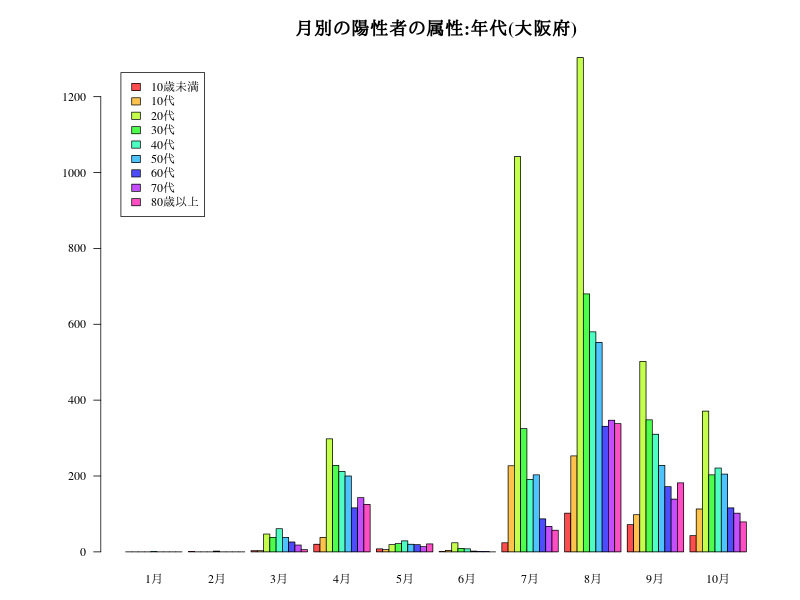 月別の陽性者の属性:年代(大阪府)
1200
1000
800
600
400
200
0
10歳未満
10代
20代
30代
40代
50代
60代
70代
80歳以上
1月 2月 3月 4月 5月 6月 7月 8月 9月 10月